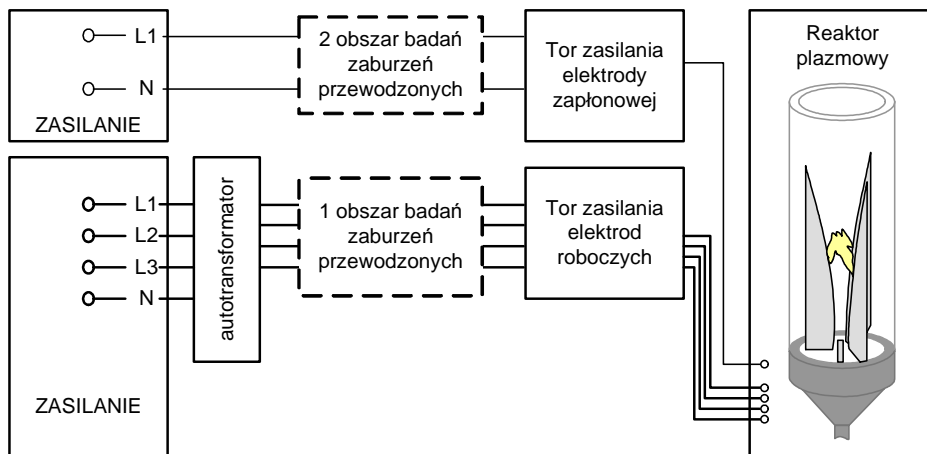 L1
N
ZASILANIE
2 obszar badań
zaburzeń
przewodzonych
Tor zasilania
elektrody
zapłonowej
Reaktor
plazmowy
L1
L2
L3
N
ZASILANIE
autotransformator
1 obszar badań
zaburzeń
przewodzonych
Tor zasilania
elektrod
roboczych